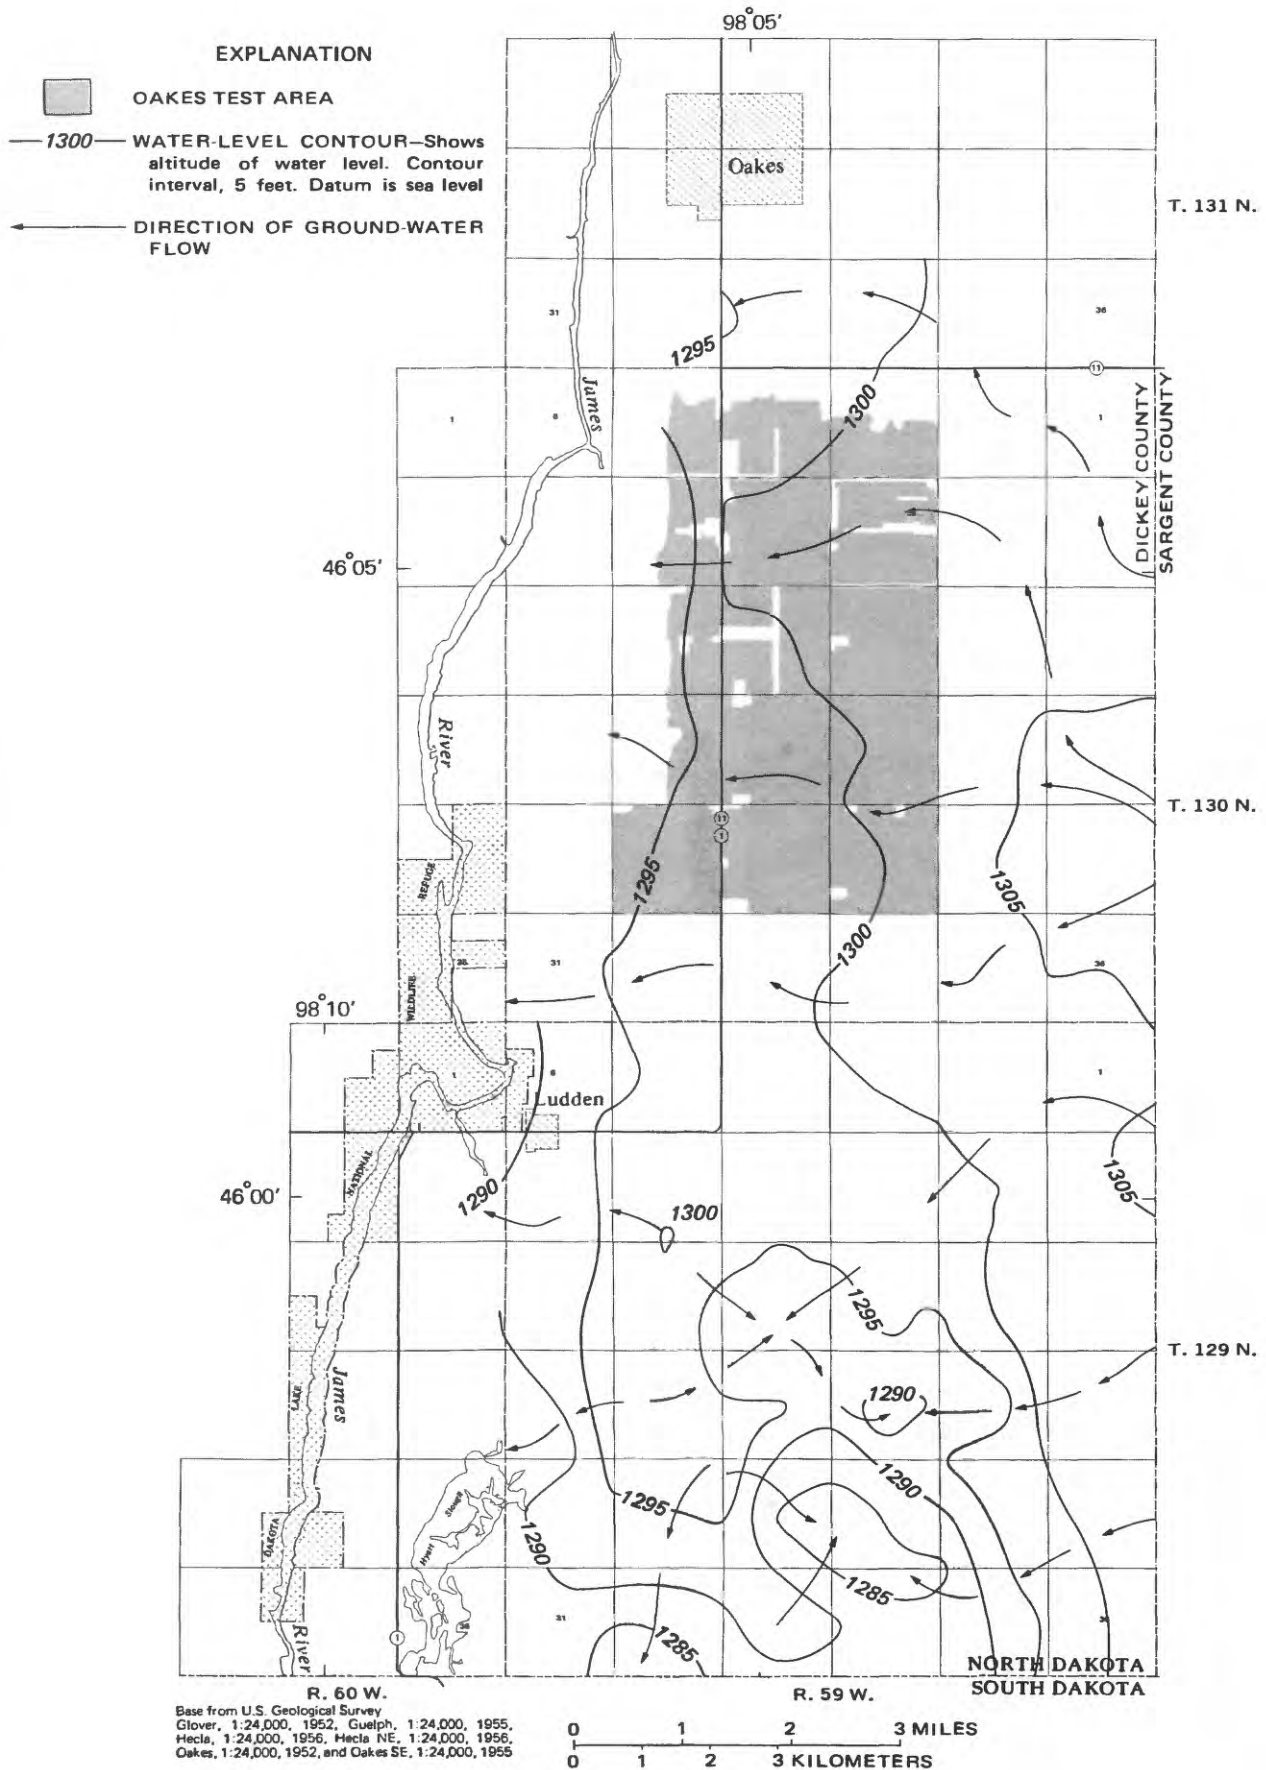 98°05'
EXPLANATION
OAKES TEST AREA
1300 WATER-LEVEL CONTOUR—Shows
altitude of water level. Contour
interval, 5 feet. Datum is sea level
DIRECTION OF GROUND-WATER
FLOW
Oakes
T. 131 N.
31
36
1295
11
James
1300
1
6
1
DICKEY COUNTY
SARGENT COUNTY
46°05'
River
T. 130 N.
11
1
REFUGE
1295
1305
1300
36
31
36
WILDLIFE
98°10'
1
6
1
Ludden
NATIONAL
1290
1305
46°00'
1300
1295
T. 129 N.
James
LAKE
1290
1290
1295
Slough
Hyatt
1290
DAKOTA
1285
31
36
36
River
1
1285
NORTH DAKOTA
SOUTH DAKOTA
R. 60 W.
R. 59 W.
Base from U.S. Geological Survey
Glover, 1:24,000, 1952, Guelph, 1:24,000, 1955,
Hecla, 1:24,000, 1956, Hecla NE, 1:24,000, 1956,
Oakes, 1:24,000, 1952, and Oakes SE, 1:24,000, 1955
0 1 2 3 MILES
0 1 2 3 KILOMETERS